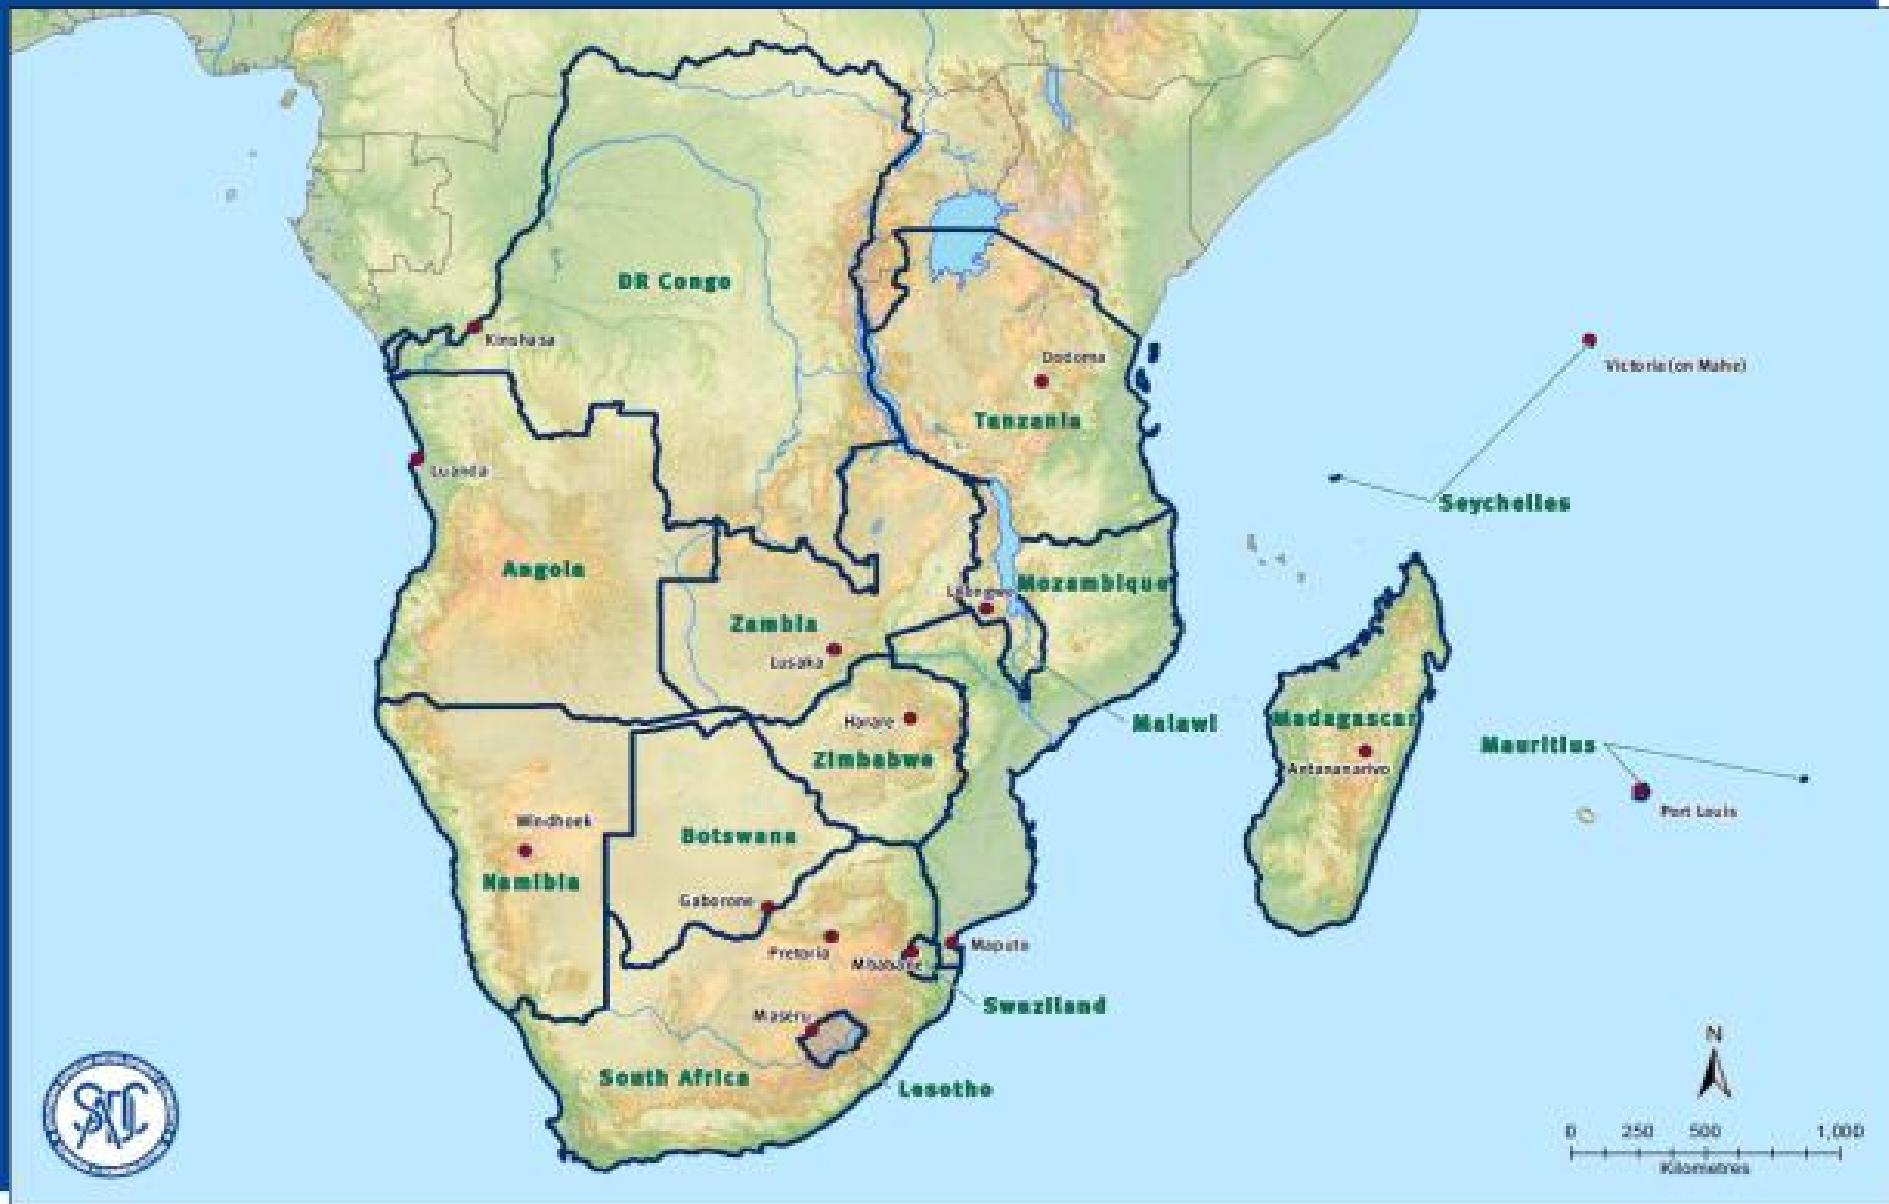 DR Congo
Kinshasa
Dodoma
Tanzania
Victoria (on Mahe)
Luanda
Seychelles
Angola
Mozambique
Lilongwe
Zambia
Lusaka
Harare
Zimbabwe
Malawi
Madagascar
Antananarivo
Mauritius
Port Louis
Windhoek
Namibia
Botswana
Gaborone
Pretoria
Mbabane
Maputo
Swaziland
Maseru
South Africa
Lesotho
SADC
N
0 250 500 1,000
Kilometres